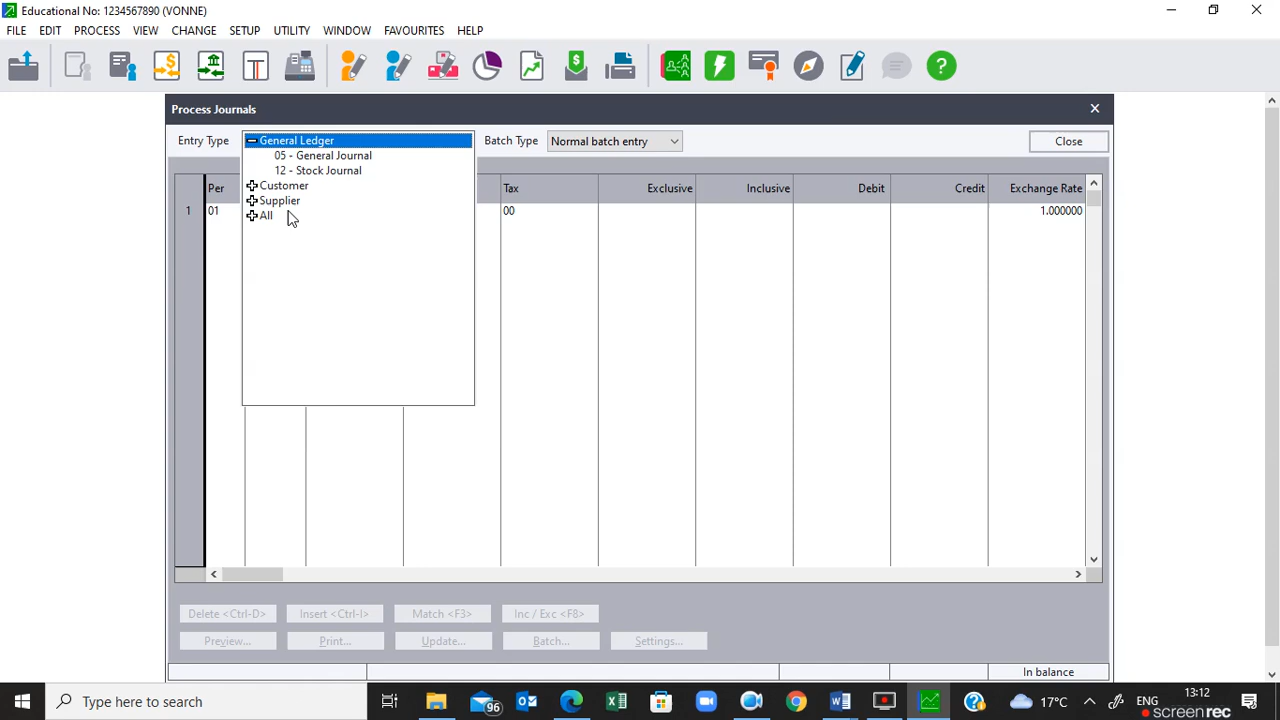 Educational No: 1234567890 (VONNE)
FILE EDIT PROCESS VIEW CHANGE SETUP UTILITY WINDOW FAVOURITES HELP
Process Journals
Entry Type
General Ledger
Batch Type Normal batch entry
Close
05 - General Journal
12 - Stock Journal
Customer
Supplier
All
Per Tax Exclusive Inclusive Debit Credit Exchange Rate
1 01 00 1.000000
Delete <Ctrl-D> Insert <Ctrl-I> Match <F3> Inc / Exc <F8>
Preview... Print... Update... Batch... Settings...
In balance
Type here to search
96
17°C
ENG
13:12
screenrec